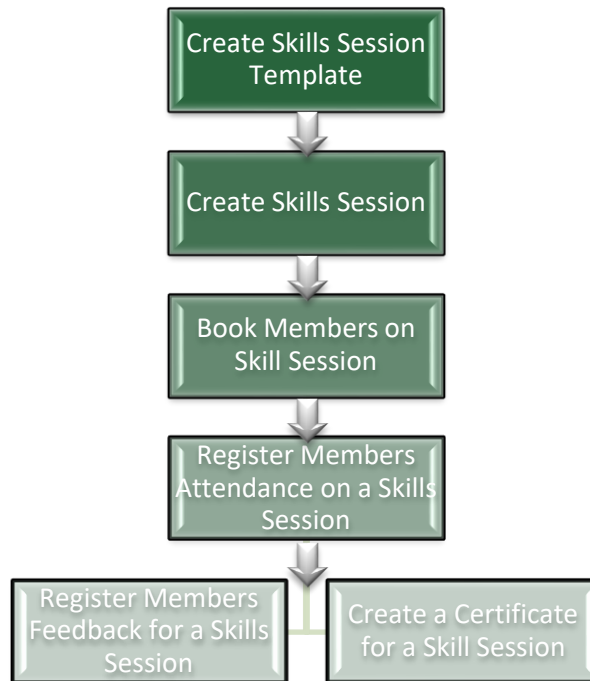 Create Skills Session
Template
Create Skills Session
Book Members on
Skill Session
Register Members
Attendance on a Skills
Session
Register Members
Feedback for a Skills
Session
Create a Certificate
for a Skill Session